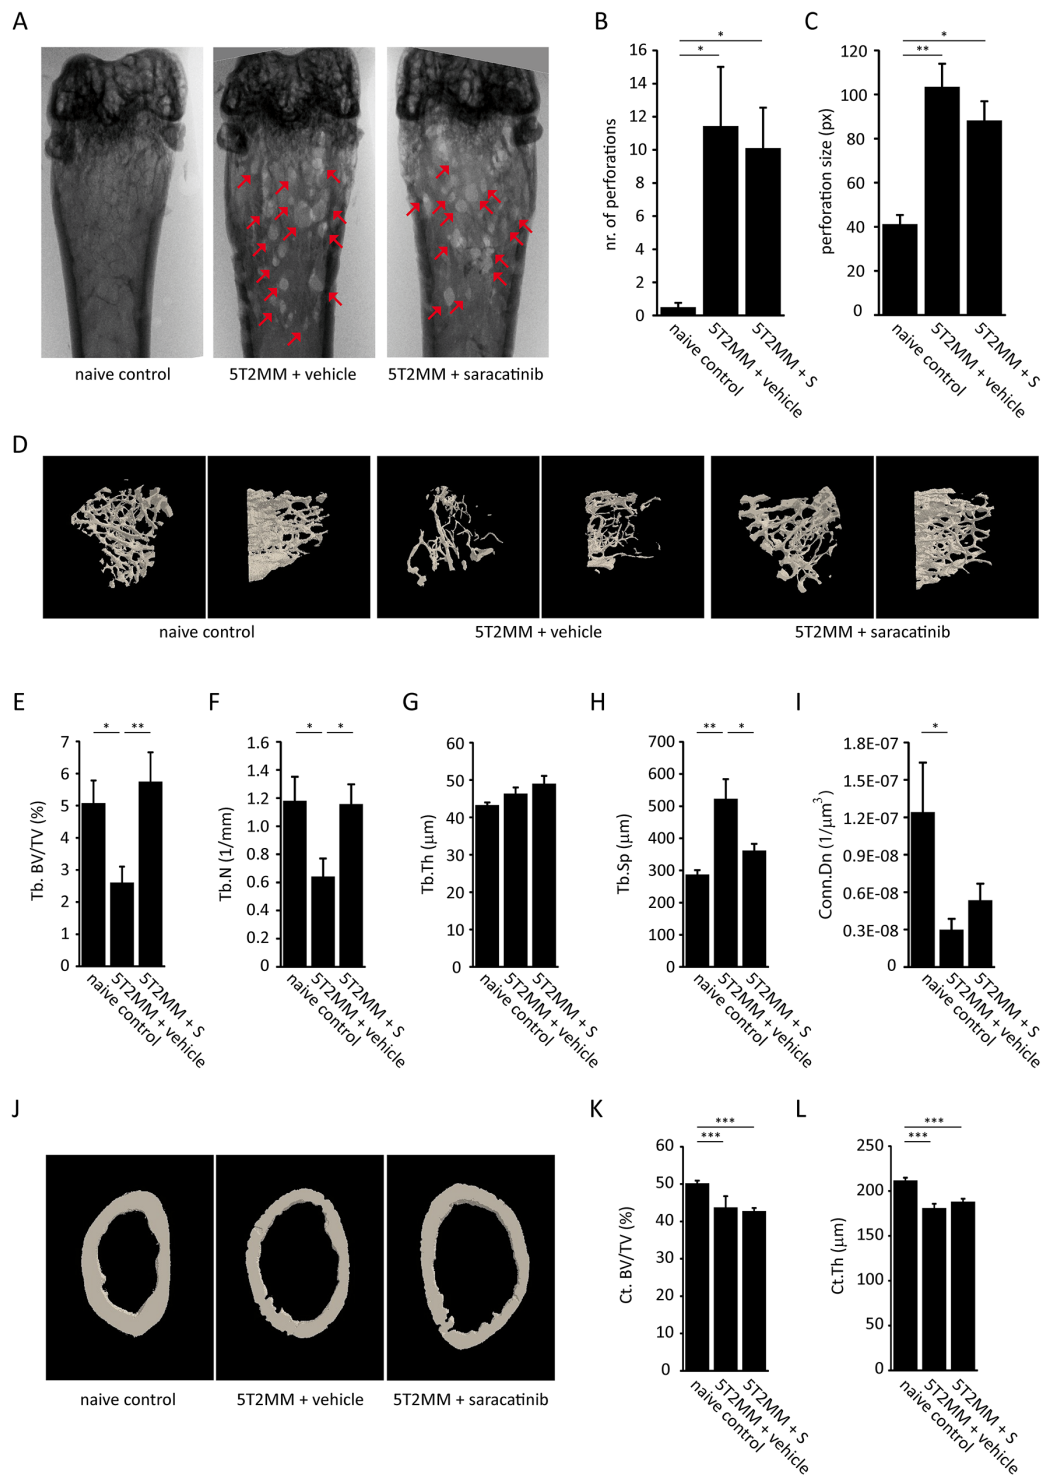 A
naive control
5T2MM + vehicle
5T2MM + saracatinib
B
nr. of perforations
16
14
12
10
8
6
4
2
0
*
*
naive control
5T2MM + vehicle
5T2MM + S
C
perforation size (px)
120
100
80
60
40
20
0
*
**
naive control
5T2MM + vehicle
5T2MM + S
D
naive control
5T2MM + vehicle
5T2MM + saracatinib
E
Tb. BV/TV (%)
7
6
5
4
3
2
1
0
*
**
naive control
5T2MM + vehicle
5T2MM + S
F
Tb.N (1/mm)
1.6
1.4
1.2
1.0
0.8
0.6
0.4
0.2
0
*
*
naive control
5T2MM + vehicle
5T2MM + S
G
Tb.Th (μm)
60
50
40
30
20
10
0
naive control
5T2MM + vehicle
5T2MM + S
H
Tb.Sp (μm)
700
600
500
400
300
200
100
0
**
*
naive control
5T2MM + vehicle
5T2MM + S
I
Conn.Dn (1/μm³)
1.8E-07
1.5E-07
1.2E-07
0.9E-08
0.6E-08
0.3E-08
0
*
naive control
5T2MM + vehicle
5T2MM + S
J
naive control
5T2MM + vehicle
5T2MM + saracatinib
K
Ct. BV/TV (%)
60
50
40
30
20
10
0
***
***
naive control
5T2MM + vehicle
5T2MM + S
L
Ct.Th (μm)
250
200
150
100
50
0
***
***
naive control
5T2MM + vehicle
5T2MM + S